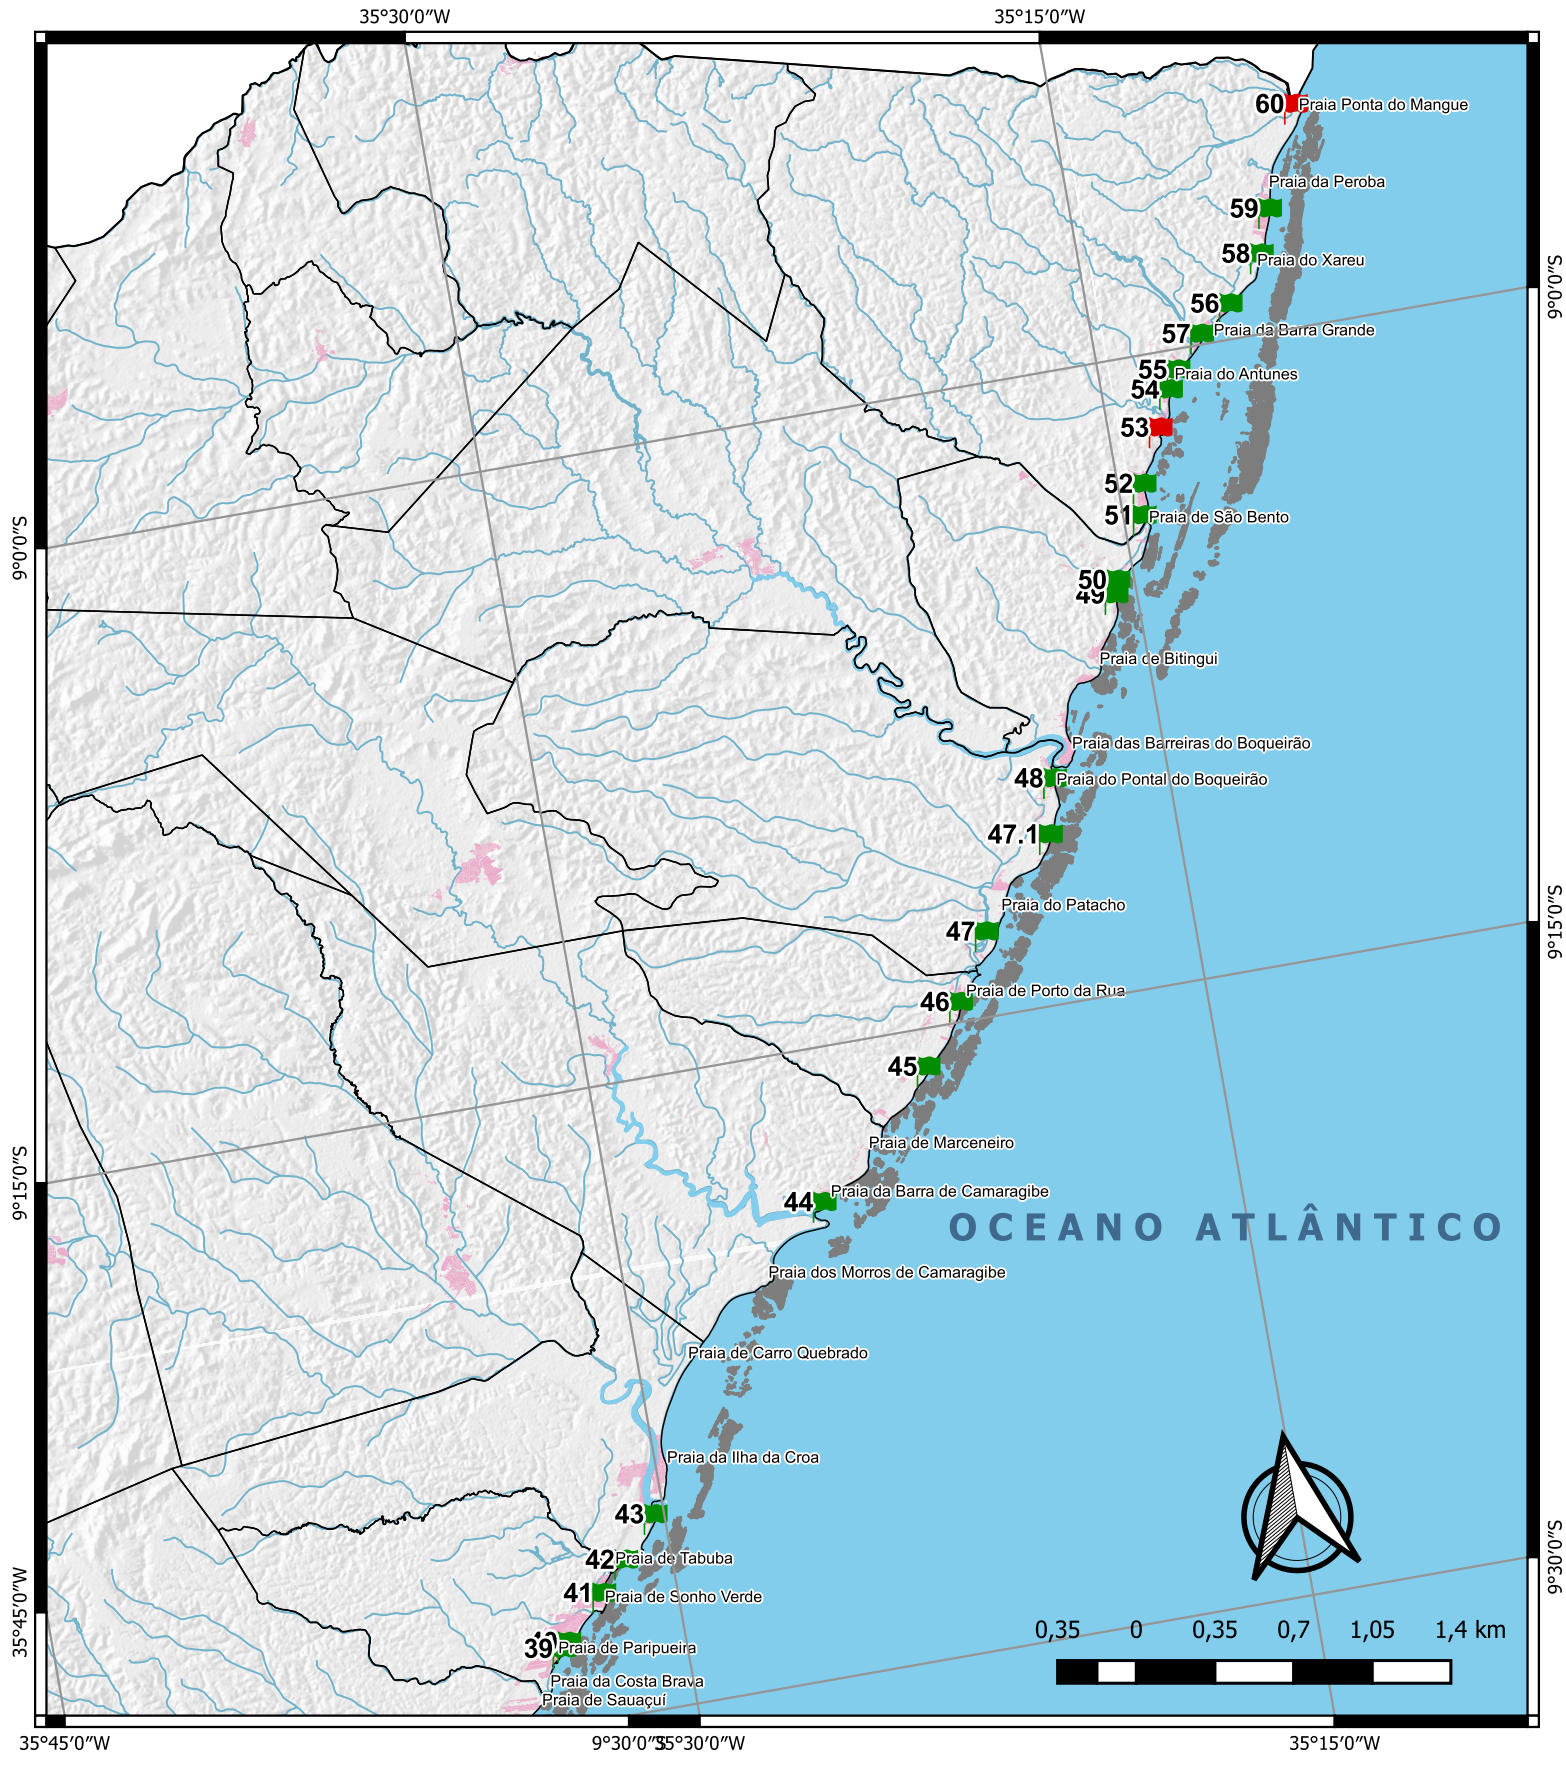 35°30'0"W
35°15'0"W
60
Praia Ponta do Mangue
Praia da Peroba
59
58
Praia do Xareu
9°0'0"S
56
57
Praia da Barra Grande
55
Praia do Antunes
54
53
52
51
Praia de São Bento
9°0'0"S
50
49
Praia de Bitingui
Praia das Barreiras do Boqueirão
48
Praia do Pontal do Boqueirão
47.1
Praia do Patacho
9°15'0"S
47
Praia de Porto da Rua
46
45
Praia de Marceneiro
9°15'0"S
Praia da Barra de Camaragibe
44
OCEANO ATLÂNTICO
Praia dos Morros de Camaragibe
Praia de Carro Quebrado
Praia da Ilha da Croa
43
42
Praia de Tabuba
9°30'0"S
41
Praia de Sonho Verde
35°45'0"W
0,35 0 0,35 0,7 1,05 1,4 km
39
Praia de Paripueira
Praia da Costa Brava
Praia de Sauaçuí
35°45'0"W
9°30'0"S
35°30'0"W
35°15'0"W